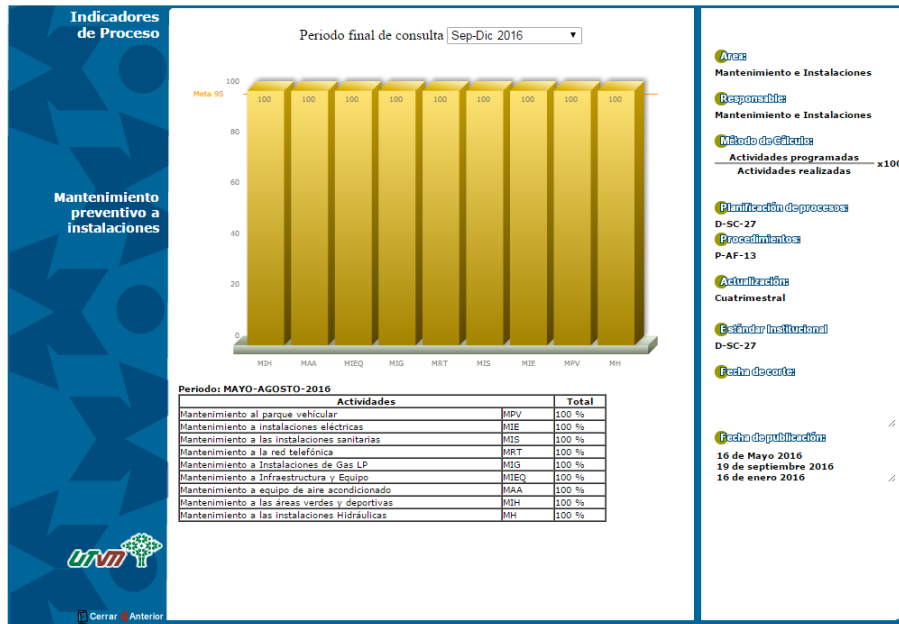 Indicadores
de Proceso
Mantenimiento
preventivo a
instalaciones
UTVM
Cerrar Anterior
Periodo final de consulta Sep-Dic 2016
100
Meta 95
80
60
40
20
0
100 100 100 100 100 100 100 100 100
MIH MAA MIEQ MIG MRT MIS MIE MPV MH
Periodo: MAYO-AGOSTO-2016
Actividades Total
Mantenimiento al parque vehícular MPV 100 %
Mantenimiento a instalaciones eléctricas MIE 100 %
Mantenimiento a las instalaciones sanitarias MIS 100 %
Mantenimiento a la red telefónica MRT 100 %
Mantenimiento a Instalaciones de Gas LP MIG 100 %
Mantenimiento a Infraestructura y Equipo MIEQ 100 %
Mantenimiento a equipo de aire acondicionado MAA 100 %
Mantenimiento a las áreas verdes y deportivas MIH 100 %
Mantenimiento a las instalaciones Hidráulicas MH 100 %
Area:
Mantenimiento e Instalaciones
Responsable:
Mantenimiento e Instalaciones
Método de Cálculo:
Actividades programadas
x100
Actividades realizadas
Planificación de procesos:
D-SC-27
Procedimientos:
P-AF-13
Actualización:
Cuatrimestral
Estándar Institucional
D-SC-27
Fecha de corte:
Fecha de publicación:
16 de Mayo 2016
19 de septiembre 2016
16 de enero 2016